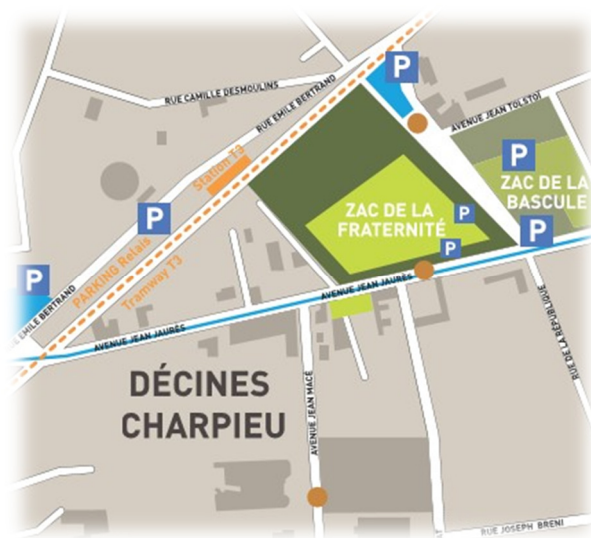 P
RUE CAMILLE DESMOULINS
RUE EMILE BERTRAND
AVENUE JEAN TOLSTOÏ
Station T3
P
ZAC DE LA
BASCULE
ZAC DE LA
FRATERNITÉ
P
P
P
P
PARKING Relais
Tramway T3
P
EMILE BERTRAND
AVENUE JEAN JAURÈS
AVENUE JEAN JAURÈS
RUE DE LA RÉPUBLIQUE
DÉCINES
CHARPIEU
AVENUE JEAN MACÉ
RUE JOSEPH BRENI